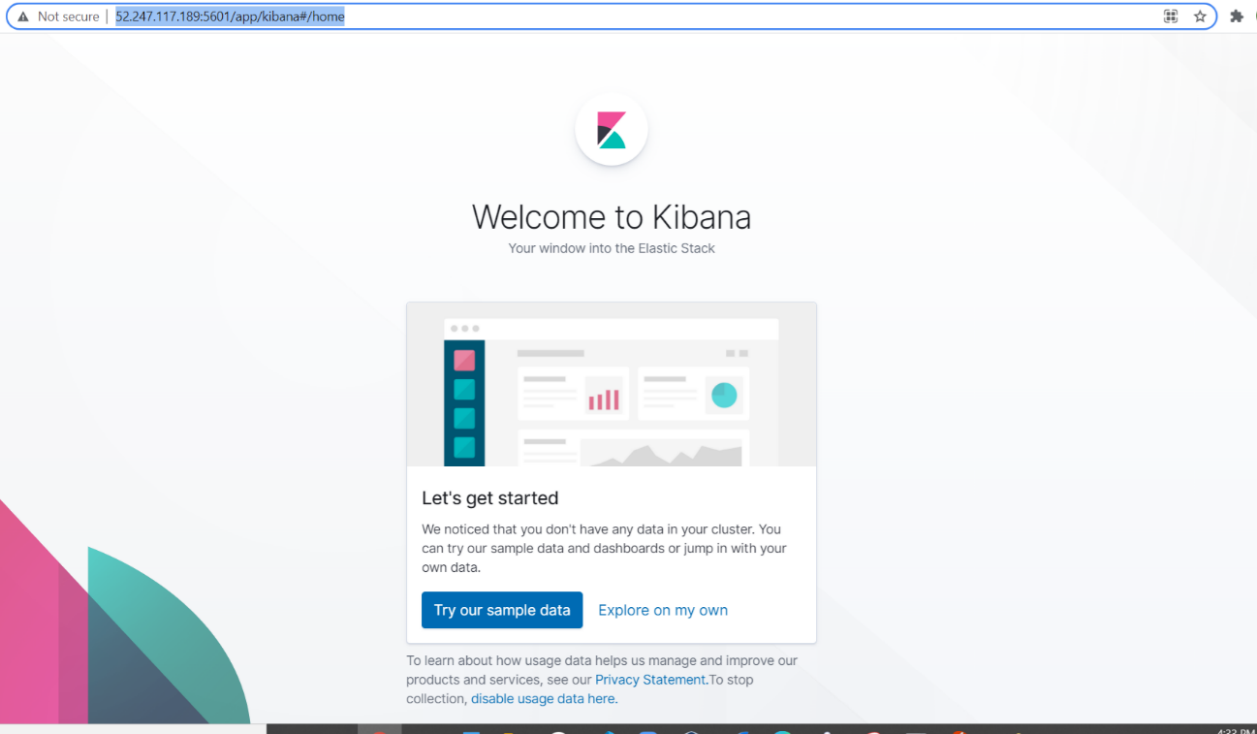 Not secure | 52.247.117.189:5601/app/kibana#/home
Welcome to Kibana
Your window into the Elastic Stack
Let's get started
We noticed that you don't have any data in your cluster. You
can try our sample data and dashboards or jump in with your
own data.
Try our sample data Explore on my own
To learn about how usage data helps us manage and improve our
products and services, see our Privacy Statement.To stop
collection, disable usage data here.
4:33 PM